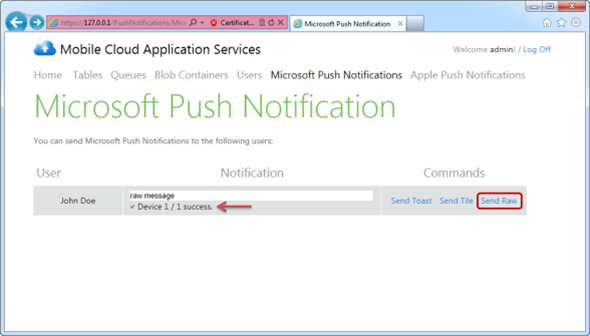 https://127.0.0.1/PushNotifications/Micr
Certificat...
Microsoft Push Notification
Mobile Cloud Application Services
Welcome admin! / Log Off
Home Tables Queues Blob Containers Users Microsoft Push Notifications Apple Push Notifications
Microsoft Push Notification
You can send Microsoft Push Notifications to the following users:
User Notification Commands
raw message
John Doe Send Toast Send Tile Send Raw
Device 1 / 1 success.